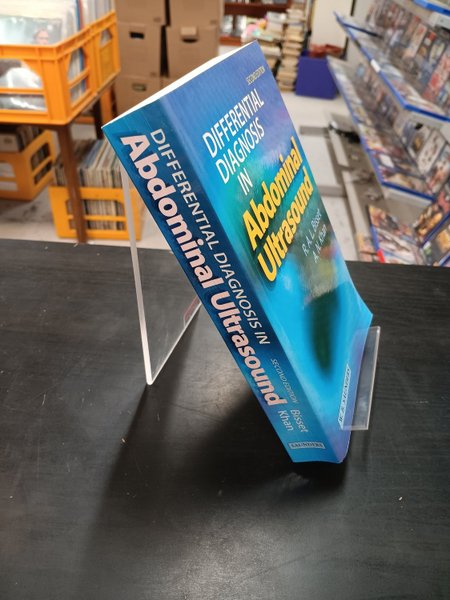 SECOND EDITION
DIFFERENTIAL
DIAGNOSIS
IN
Abdominal
Ultrasound
R. A. L. Bisset
A. N. Khan
W. B. SAUNDERS
DIFFERENTIAL DIAGNOSIS IN
Abdominal Ultrasound
SECOND EDITION
Bisset
Khan
SAUNDERS